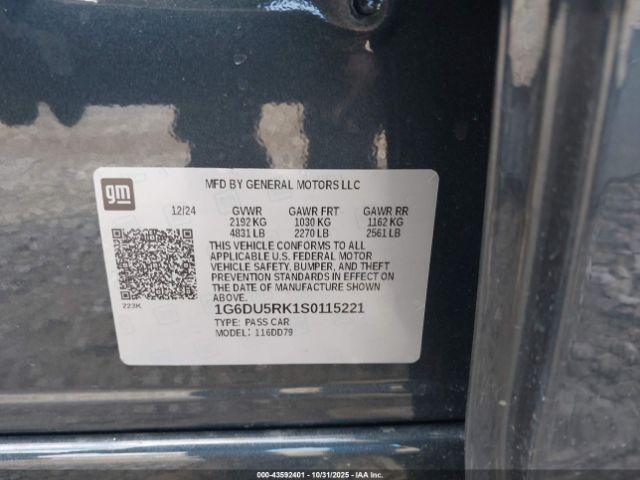 gm
MFD BY GENERAL MOTORS LLC
12/24 GVWR GAWR FRT GAWR RR
2192 KG 1030 KG 1162 KG
4831 LB 2270 LB 2561 LB
THIS VEHICLE CONFORMS TO ALL
APPLICABLE U.S. FEDERAL MOTOR
VEHICLE SAFETY, BUMPER, AND THEFT
PREVENTION STANDARDS IN EFFECT ON
THE DATE OF MANUFACTURE SHOWN
ABOVE.
223K
1G6DU5RK1S0115221
TYPE: PASS CAR
MODEL: 116DD79
000-43592401 - 10/31/2025 - IAA Inc.